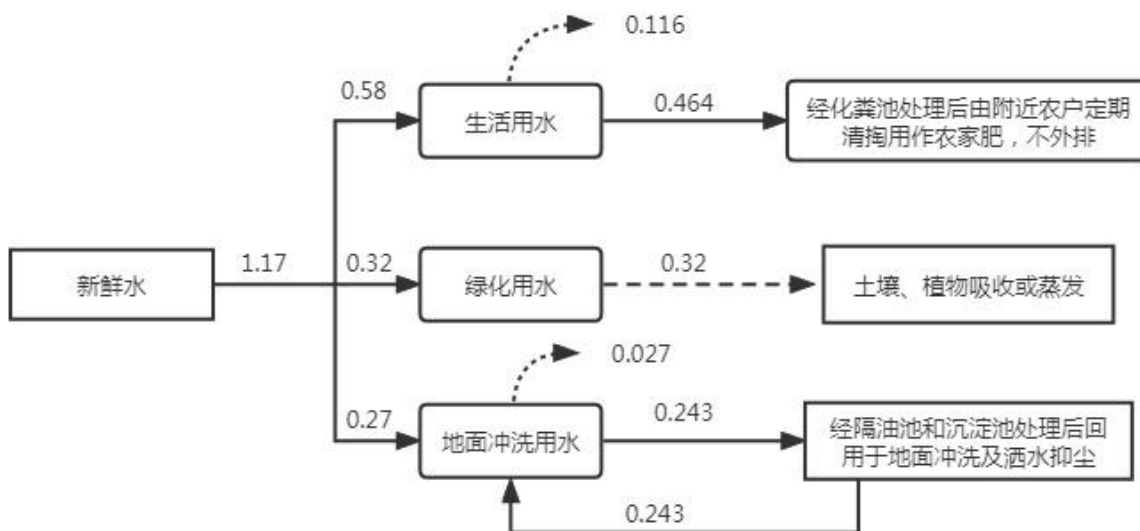 0.116
0.58
生活用水
0.464
经化粪池处理后由附近农户定期
清掏用作农家肥，不外排
新鲜水
1.17
0.32
绿化用水
0.32
土壤、植物吸收或蒸发
0.027
0.27
地面冲洗用水
0.243
经隔油池和沉淀池处理后回
用于地面冲洗及洒水抑尘
0.243